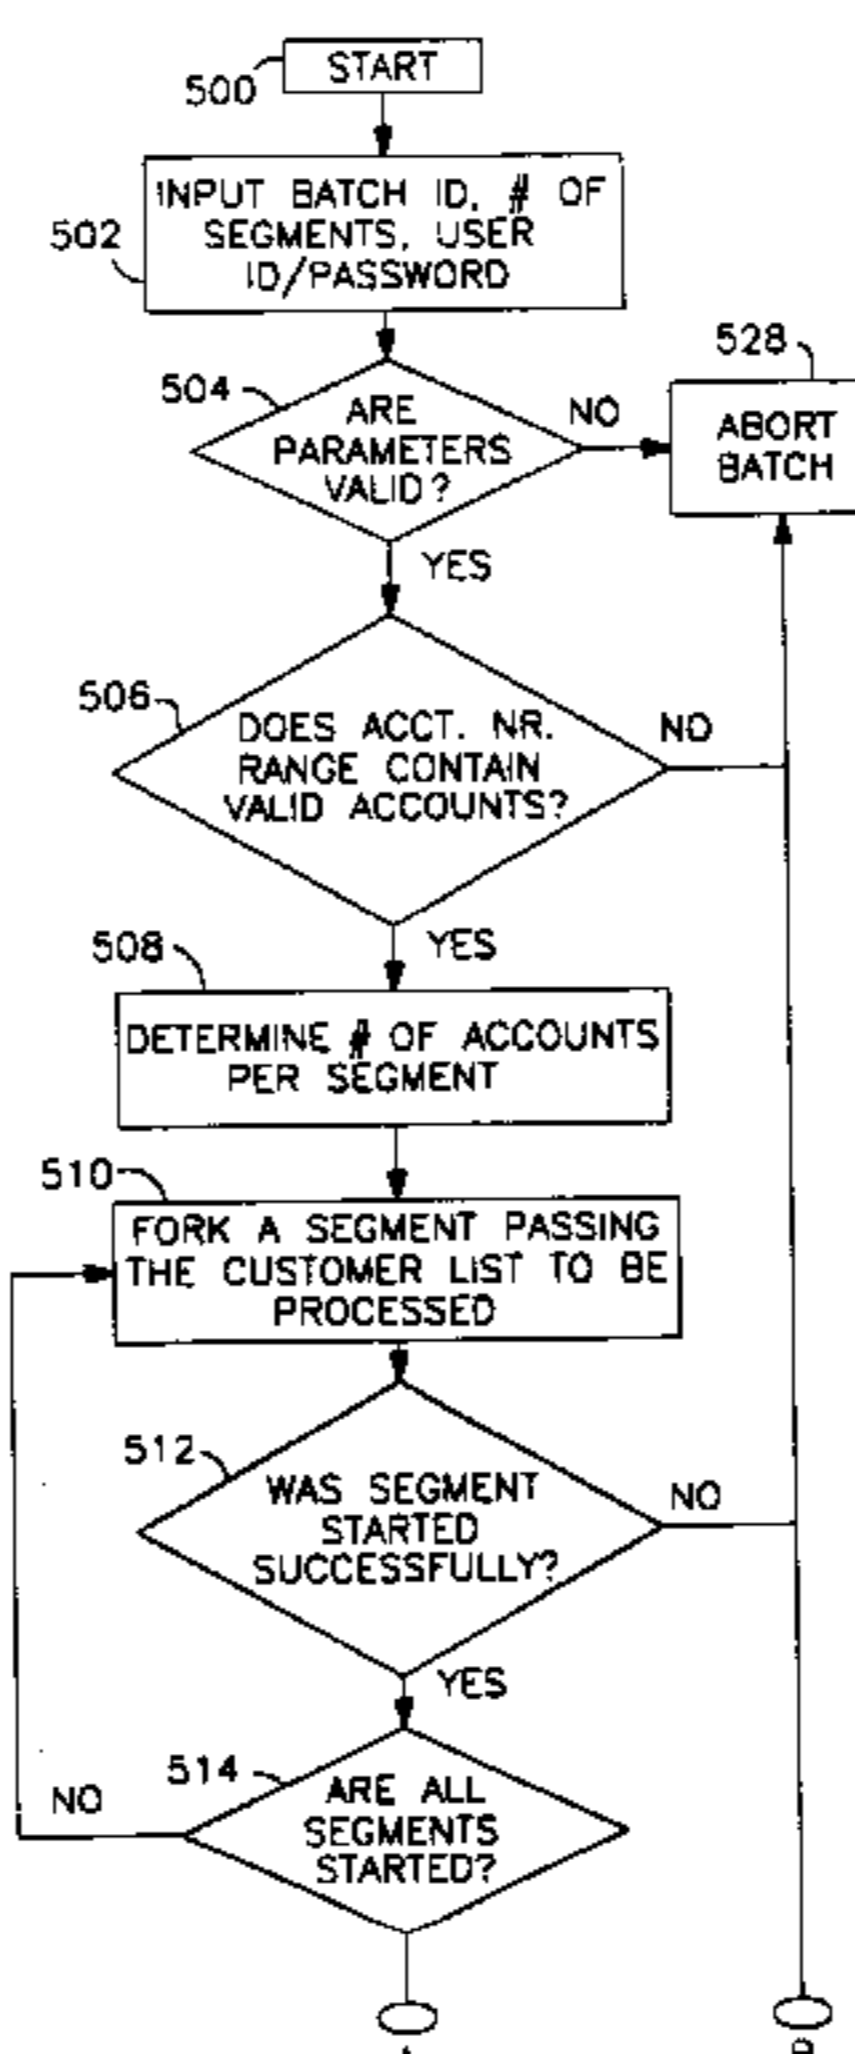 500
START
502
INPUT BATCH ID, # OF
SEGMENTS, USER
ID/PASSWORD
528
504
ARE
PARAMETERS
VALID?
NO
ABORT
BATCH
YES
506
DOES ACCT. NR.
RANGE CONTAIN
VALID ACCOUNTS?
NO
YES
508
DETERMINE # OF ACCOUNTS
PER SEGMENT
510
FORK A SEGMENT PASSING
THE CUSTOMER LIST TO BE
PROCESSED
512
WAS SEGMENT
STARTED
SUCCESSFULLY?
NO
YES
514
ARE ALL
SEGMENTS
STARTED?
NO